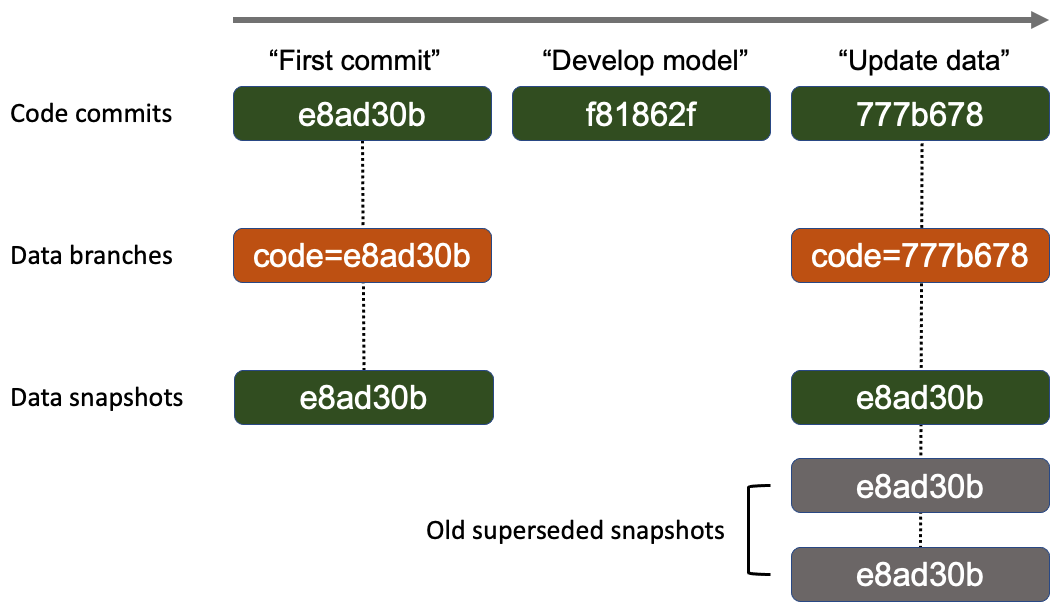 “First commit” “Develop model” “Update data”
Code commits e8ad30b f81862f 777b678
Data branches code=e8ad30b code=777b678
Data snapshots e8ad30b e8ad30b
e8ad30b
Old superseded snapshots
e8ad30b